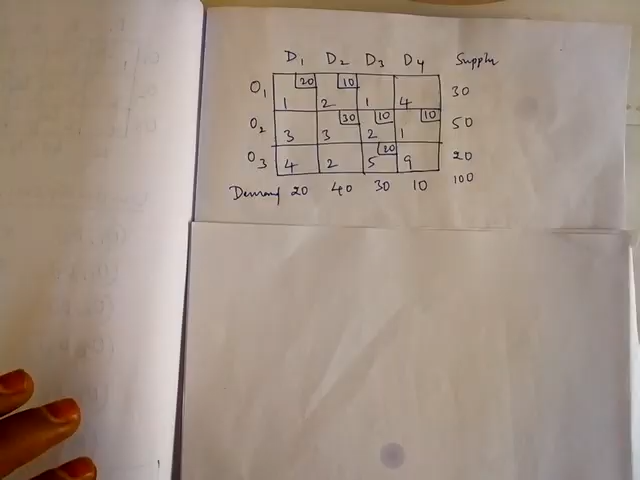 D1 D2 D3 D4 Supply
O1 20 1 10 2 1 4 30
O2 3 30 3 10 2 10 1 50
O3 4 2 20 5 9 20
Demand 20 40 30 10 100